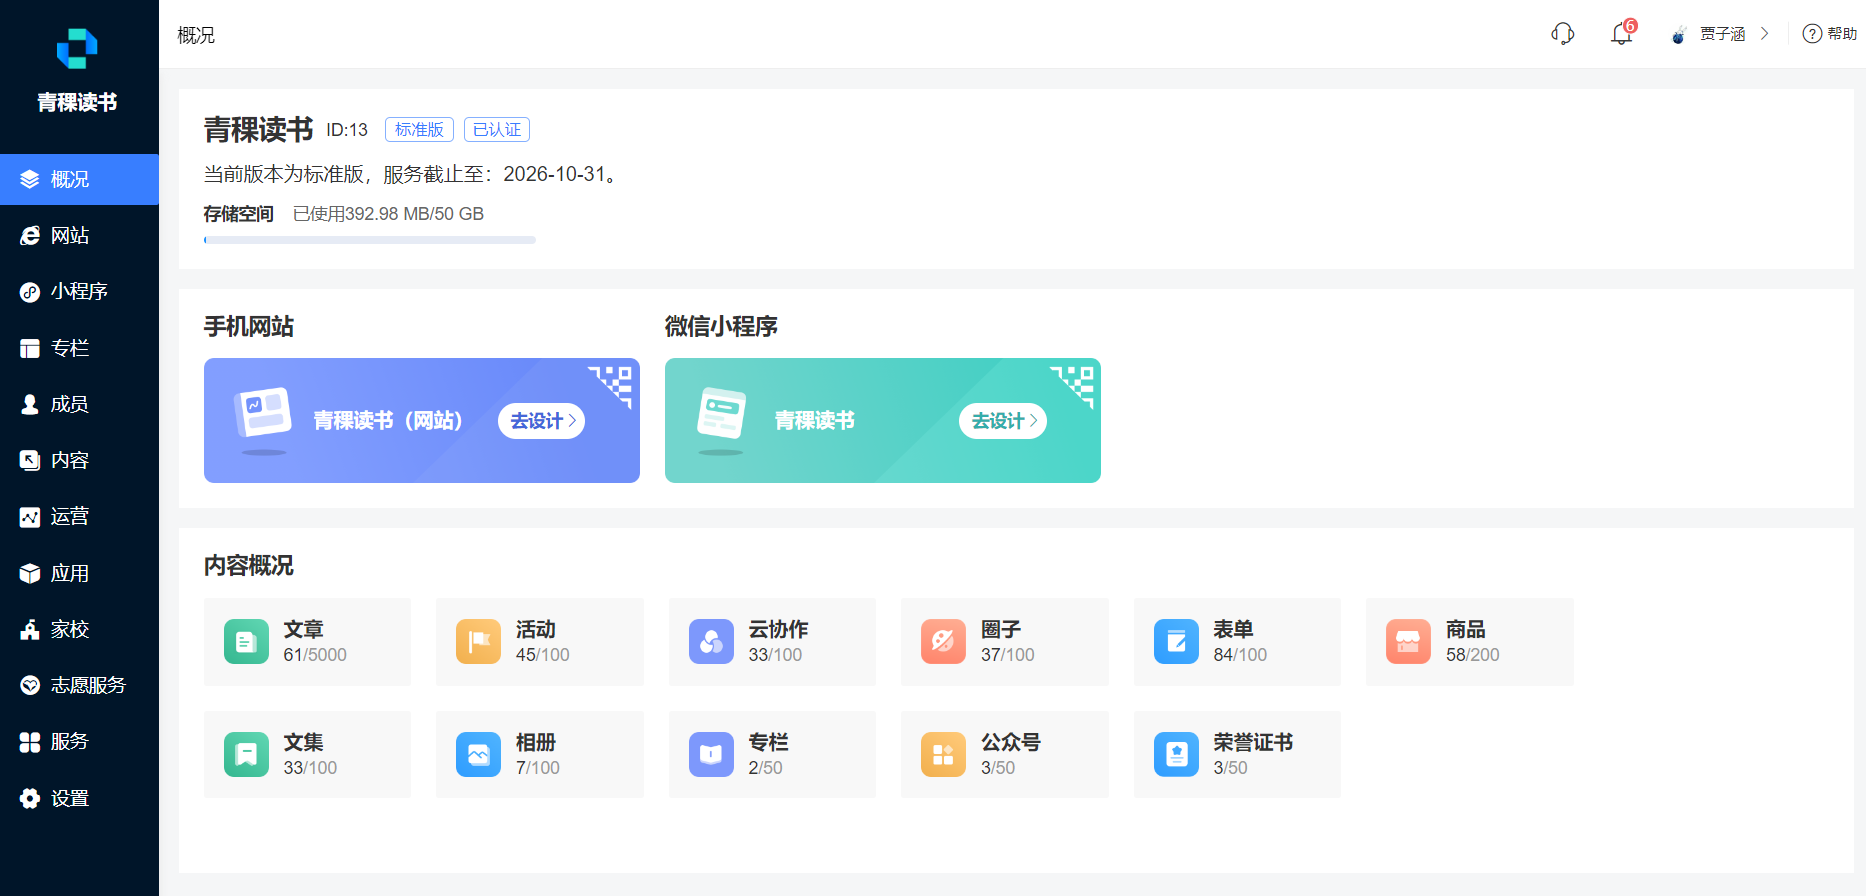 青稞读书
概况
网站
小程序
专栏
成员
内容
运营
应用
家校
志愿服务
服务
设置
概况
6
贾子涵
帮助
青稞读书 ID:13 标准版 已认证
当前版本为标准版，服务截止至：2026-10-31。
存储空间 已使用392.98 MB/50 GB
手机网站
青稞读书（网站） 去设计
微信小程序
青稞读书 去设计
内容概况
文章
61/5000
活动
45/100
云协作
33/100
圈子
37/100
表单
84/100
商品
58/200
文集
33/100
相册
7/100
专栏
2/50
公众号
3/50
荣誉证书
3/50